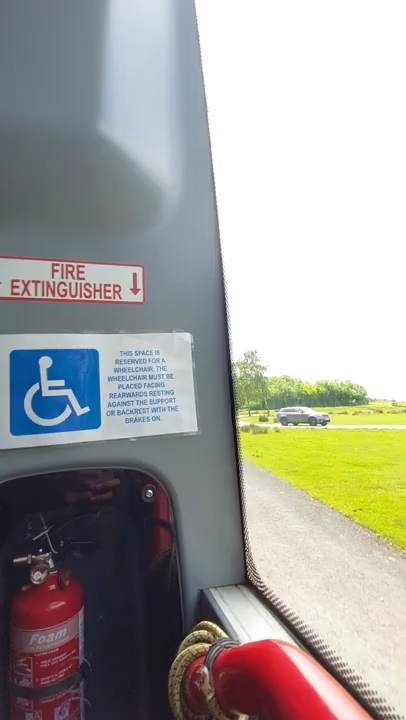 FIRE
EXTINGUISHER
THIS SPACE IS
RESERVED FOR A
WHEELCHAIR. THE
WHEELCHAIR MUST BE
PLACED FACING
REARWARDS RESTING
AGAINST THE SUPPORT
OR BACKREST WITH THE
BRAKES ON.
Foam